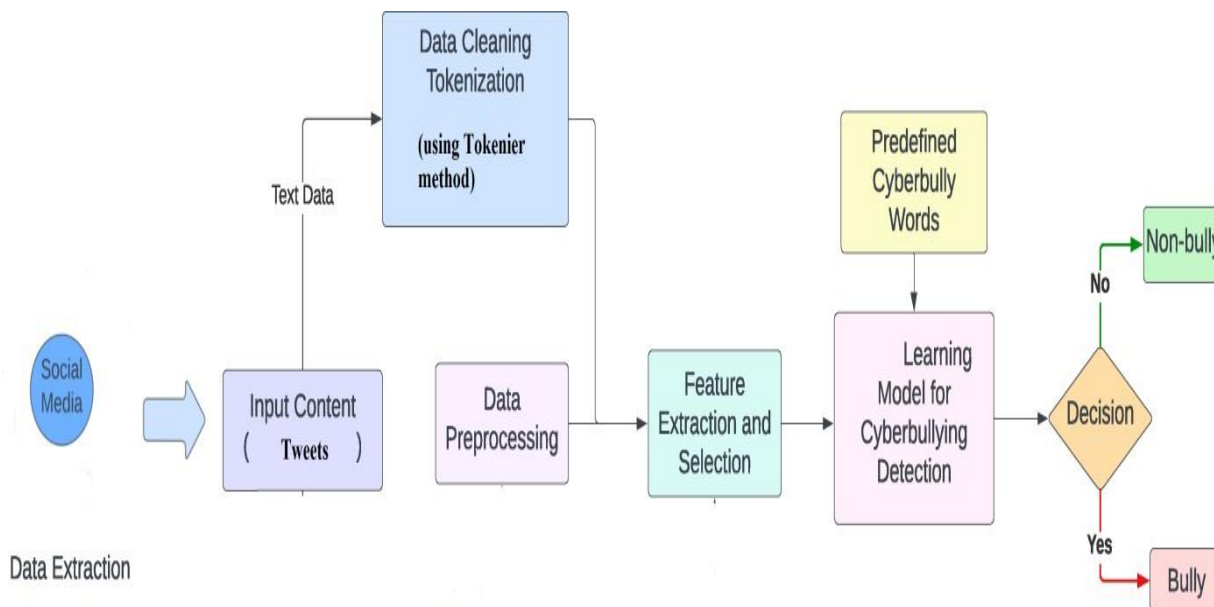 Social
Media
Data Extraction
Input Content
( Tweets )
Text Data
Data Cleaning
Tokenization
(using Tokenier
method)
Data
Preprocessing
Feature
Extraction and
Selection
Predefined
Cyberbully
Words
Learning
Model for
Cyberbullying
Detection
Decision
No
Non-bully
Yes
Bully